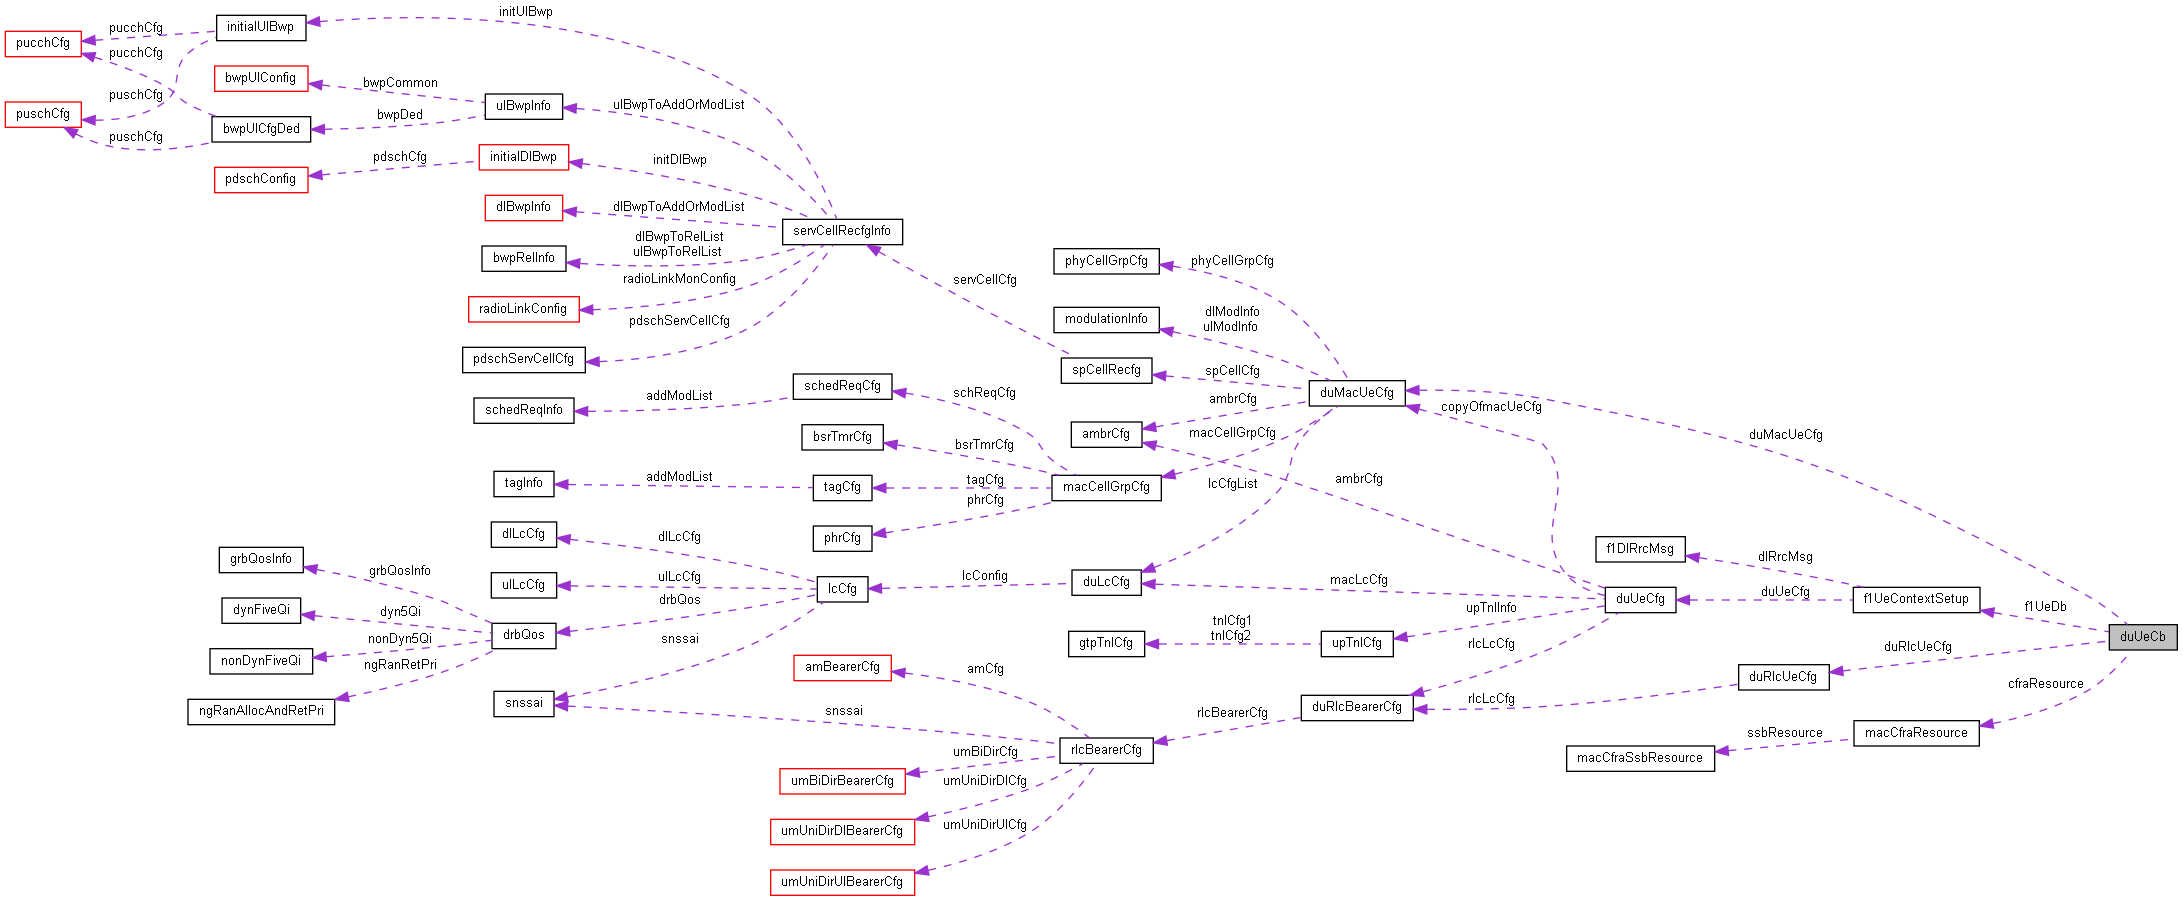 initUlBwp
initialUlBwp
pucchCfg
pucchCfg
pucchCfg
bwpUlConfig
bwpCommon
puschCfg
ulBwpInfo
ulBwpToAddOrModList
puschCfg
bwpDed
bwpUlCfgDed
puschCfg
pdschCfg
initialDlBwp
initDlBwp
pdschConfig
dlBwpInfo
dlBwpToAddOrModList
servCellRecfgInfo
dlBwpToRelList
ulBwpToRelList
bwpRelInfo
radioLinkMonConfig
radioLinkConfig
pdschServCellCfg
pdschServCellCfg
servCellCfg
phyCellGrpCfg
phyCellGrpCfg
modulationInfo
dlModInfo
ulModInfo
spCellRecfg
spCellCfg
duMacUeCfg
schedReqInfo
addModList
schedReqCfg
schReqCfg
ambrCfg
ambrCfg
copyOfmacUeCfg
duMacUeCfg
bsrTmrCfg
bsrTmrCfg
macCellGrpCfg
tagInfo
addModList
tagCfg
tagCfg
macCellGrpCfg
lcCfgList
ambrCfg
phrCfg
phrCfg
dlLcCfg
dlLcCfg
grbQosInfo
grbQosInfo
ulLcCfg
ulLcCfg
lcCfg
lcConfig
duLcCfg
macLcCfg
f1DlRrcMsg
dlRrcMsg
duUeCfg
duUeCfg
f1UeContextSetup
f1UeDb
duUeCb
drbQos
dynFiveQi
dyn5Qi
drbQos
nonDyn5Qi
nonDynFiveQi
ngRanRetPri
ngRanAllocAndRetPri
snssai
snssai
upTnlInfo
gtpTnlCfg
tnlCfg1
tnlCfg2
upTnlCfg
rlcLcCfg
amBearerCfg
amCfg
snssai
rlcBearerCfg
duRlcBearerCfg
rlcLcCfg
duRlcUeCfg
duRlcUeCfg
cfraResource
macCfraResource
ssbResource
macCfraSsbResource
rlcBearerCfg
umBiDirCfg
umBiDirBearerCfg
umUniDirDlCfg
umUniDirDlBearerCfg
umUniDirUlCfg
umUniDirUlBearerCfg